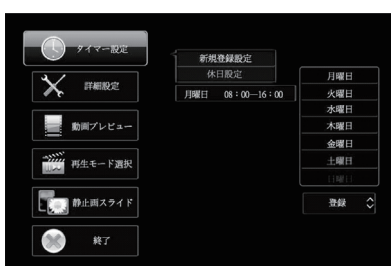 タイマー設定
詳細設定
動画プレビュー
再生モード選択
静止画スライド
終了
新規登録設定
休日設定
月曜日 08：00—16：00
月曜日
火曜日
水曜日
木曜日
金曜日
土曜日
日曜日
登録